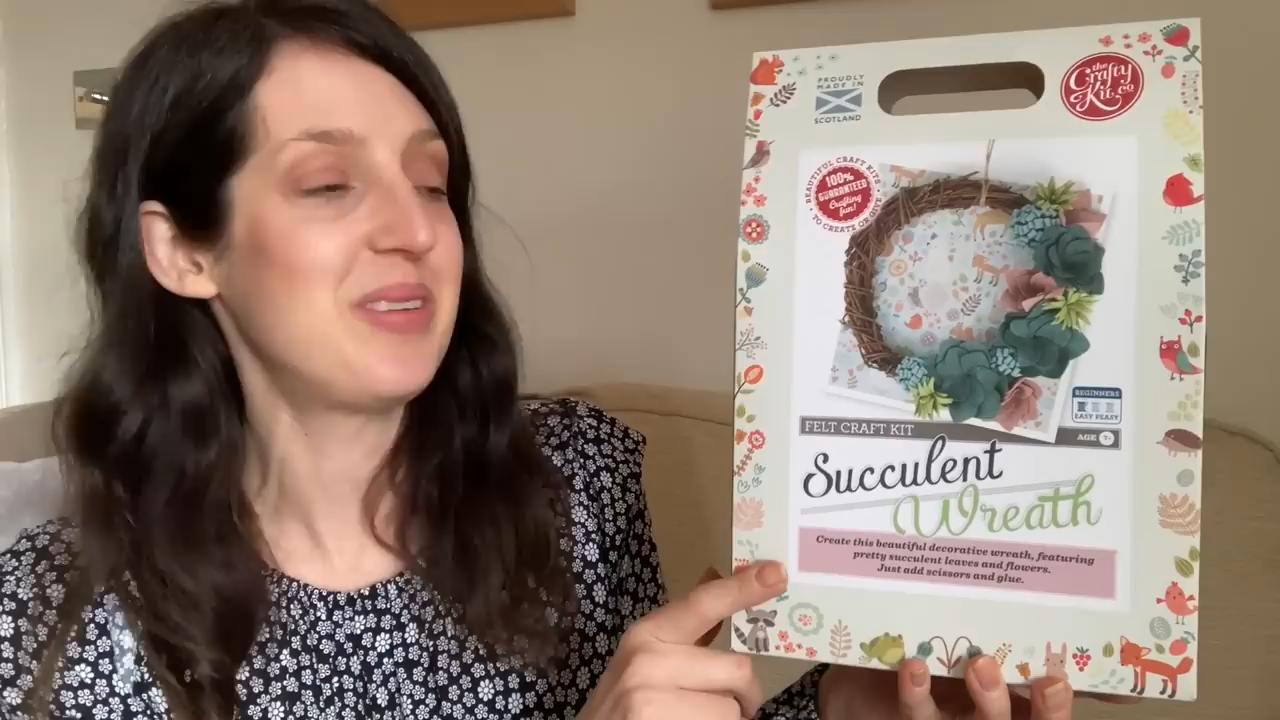 PROUDLY
MADE IN
SCOTLAND
the
Crafty
Kit Co
BEAUTIFUL CRAFT KITS
100%
GUARANTEED
Crafting
fun!
TO CREATE OR GIVE
BEGINNERS
EASY PEASY
FELT CRAFT KIT
AGE 7+
Succulent
Wreath
Create this beautiful decorative wreath, featuring
pretty succulent leaves and flowers.
Just add scissors and glue.